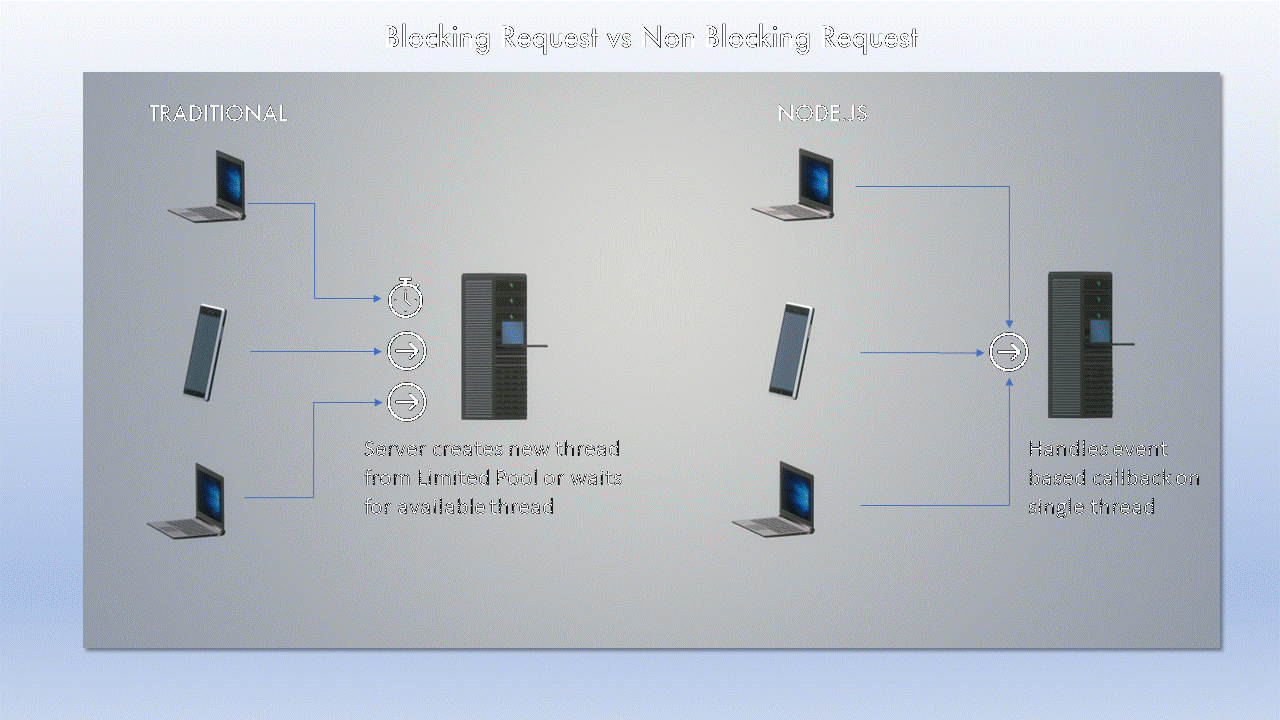 Blocking Request vs Non Blocking Request
TRADITIONAL
Server creates new thread
from Limited Pool or waits
for available thread
NODE.JS
Handles event
based callback on
single thread